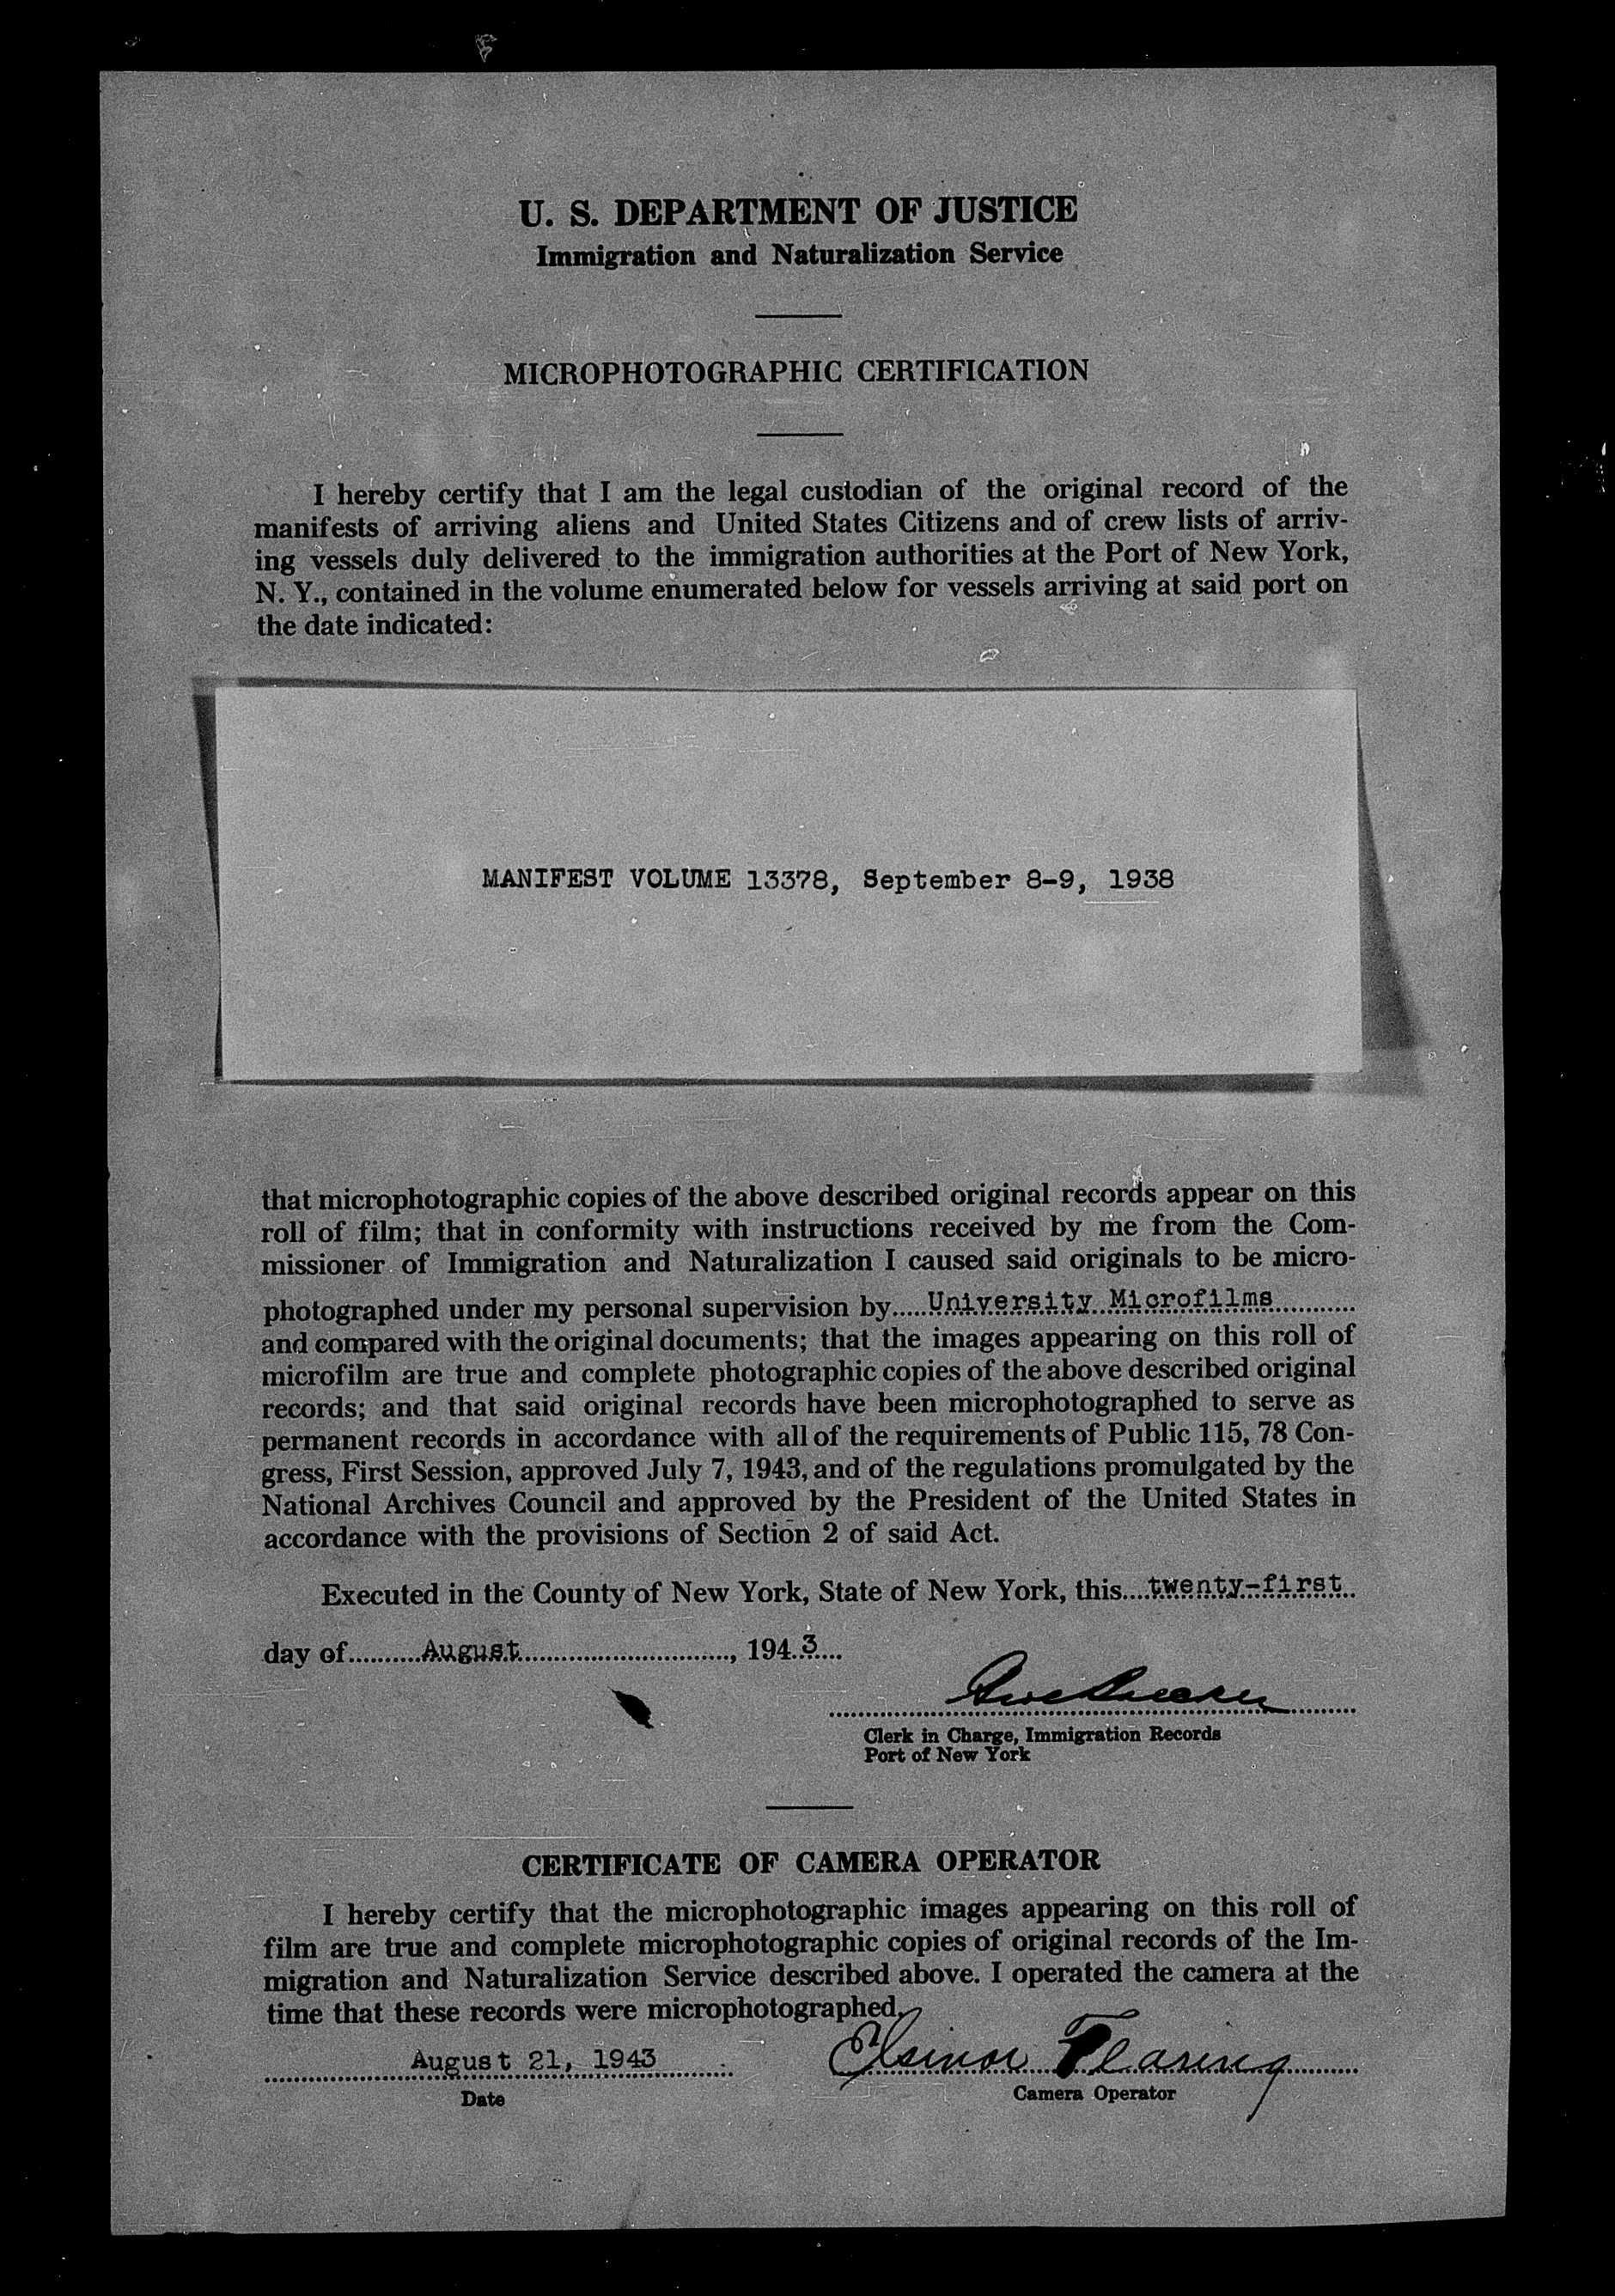 U. S. DEPARTMENT OF JUSTICE
Immigration and Naturalization Service
MICROPHOTOGRAPHIC CERTIFICATION
I hereby certify that I am the legal custodian of the original record of the
manifests of arriving aliens and United States Citizens and of crew lists of arriv-
ing vessels duly delivered to the immigration authorities at the Port of New York,
N. Y., contained in the volume enumerated below for vessels arriving at said port on
the date indicated:
MANIFEST VOLUME 13378, September 8-9, 1938
that microphotographic copies of the above described original records appear on this
roll of film; that in conformity with instructions received by me from the Com-
missioner of Immigration and Naturalization I caused said originals to be micro-
photographed under my personal supervision by.....University Microfilms............
and compared with the original documents; that the images appearing on this roll of
microfilm are true and complete photographic copies of the above described original
records; and that said original records have been microphotographed to serve as
permanent records in accordance with all of the requirements of Public 115, 78 Con-
gress, First Session, approved July 7, 1943, and of the regulations promulgated by the
National Archives Council and approved by the President of the United States in
accordance with the provisions of Section 2 of said Act.
Executed in the County of New York, State of New York, this....twenty-first..
day of..........August............................., 194.3....
Clerk in Charge, Immigration Records
Port of New York
CERTIFICATE OF CAMERA OPERATOR
I hereby certify that the microphotographic images appearing on this roll of
film are true and complete microphotographic copies of original records of the Im-
migration and Naturalization Service described above. I operated the camera at the
time that these records were microphotographed.
August 21, 1943
Date
Camera Operator